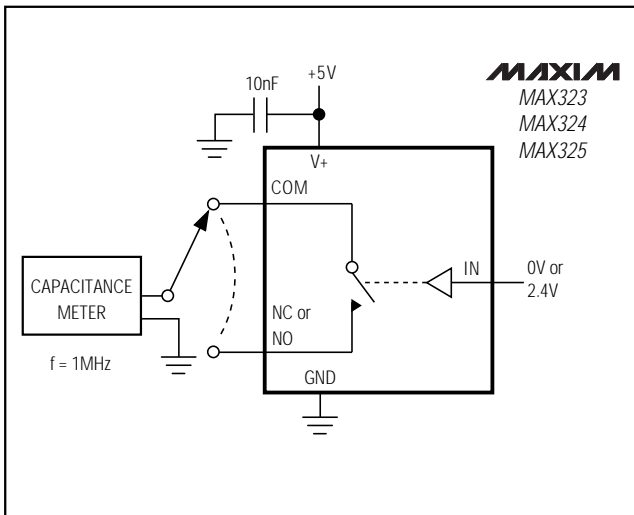 10nF
+5V
MAXIM
MAX323
MAX324
MAX325
V+
COM
IN
0V or
2.4V
CAPACITANCE
METER
NC or
NO
f = 1MHz
GND